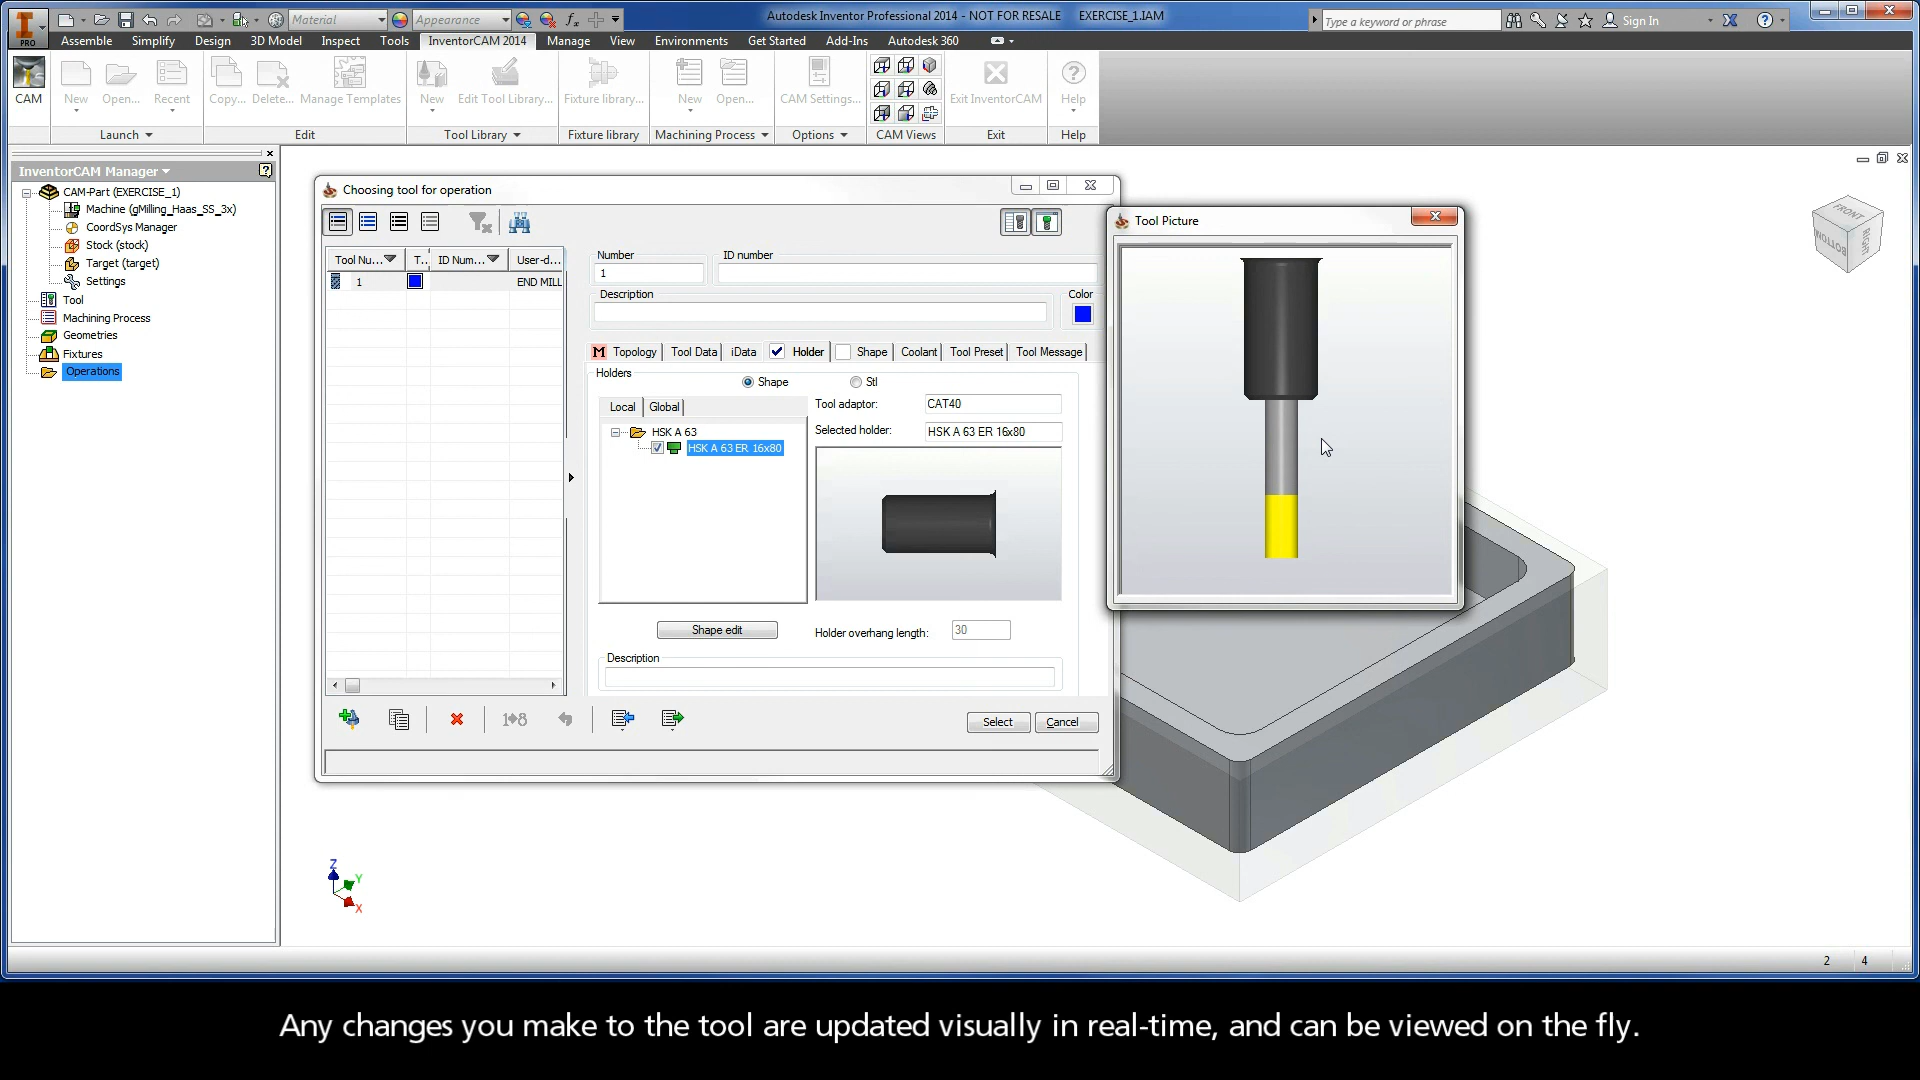 PRO
Material
Appearance
Autodesk Inventor Professional 2014 - NOT FOR RESALE EXERCISE_1.IAM
Type a keyword or phrase
Sign In
Assemble Simplify Design 3D Model Inspect Tools InventorCAM 2014 Manage View Environments Get Started Add-Ins Autodesk 360
CAM New Open... Recent Copy... Delete... Manage Templates New Edit Tool Library... Fixture library... New Open... CAM Settings... Exit InventorCAM Help
Launch Edit Tool Library Fixture library Machining Process Options CAM Views Exit Help
InventorCAM Manager
CAM-Part (EXERCISE_1)
Machine (gMilling_Haas_SS_3x)
CoordSys Manager
Stock (stock)
Target (target)
Settings
Tool
Machining Process
Geometries
Fixtures
Operations
Choosing tool for operation
Tool Nu... T.. ID Num... User-d...
1 END MILL
Number
1
ID number
Description
Color
M Topology Tool Data iData Holder Shape Coolant Tool Preset Tool Message
Holders
Shape Stl
Local Global
HSK A 63
HSK A 63 ER 16x80
Tool adaptor: CAT40
Selected holder: HSK A 63 ER 16x80
Shape edit
Holder overhang length: 30
Description
Select Cancel
Tool Picture
FRONT
RIGHT
BOTTOM
Z
Y
X
2 4
Any changes you make to the tool are updated visually in real-time, and can be viewed on the fly.